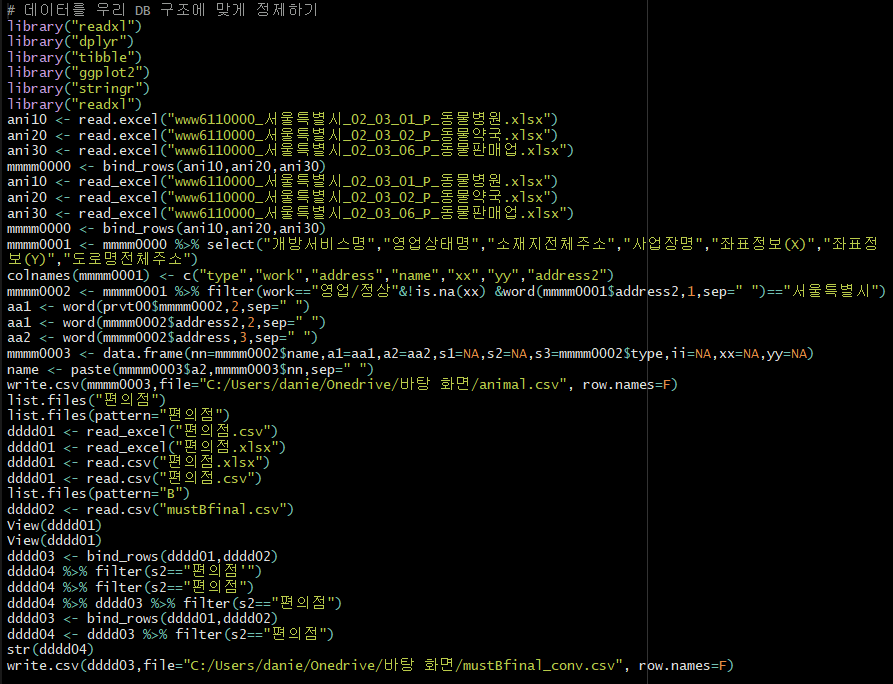 # 데이터를 우리 DB 구조에 맞게 정제하기
library("readxl")
library("dplyr")
library("tibble")
library("ggplot2")
library("stringr")
library("readxl")
ani10 <- read.excel("www6110000_서울특별시_02_03_01_P_동물병원.xlsx")
ani20 <- read.excel("www6110000_서울특별시_02_03_02_P_동물약국.xlsx")
ani30 <- read.excel("www6110000_서울특별시_02_03_06_P_동물판매업.xlsx")
mmmm0000 <- bind_rows(ani10,ani20,ani30)
ani10 <- read_excel("www6110000_서울특별시_02_03_01_P_동물병원.xlsx")
ani20 <- read_excel("www6110000_서울특별시_02_03_02_P_동물약국.xlsx")
ani30 <- read_excel("www6110000_서울특별시_02_03_06_P_동물판매업.xlsx")
mmmm0000 <- bind_rows(ani10,ani20,ani30)
mmmm0001 <- mmmm0000 %>% select("개방서비스명","영업상태명","소재지전체주소","사업장명","좌표정보(X)","좌표정
보(Y)","도로명전체주소")
colnames(mmmm0001) <- c("type","work","address","name","xx","yy","address2")
mmmm0002 <- mmmm0001 %>% filter(work=="영업/정상"&!is.na(xx) &word(mmmm0001$address2,1,sep=" ")=="서울특별시")
aa1 <- word(prvt00$mmmm0002,2,sep=" ")
aa1 <- word(mmmm0002$address2,2,sep=" ")
aa2 <- word(mmmm0002$address,3,sep=" ")
mmmm0003 <- data.frame(nn=mmmm0002$name,a1=aa1,a2=aa2,s1=NA,s2=NA,s3=mmmm0002$type,ii=NA,xx=NA,yy=NA)
name <- paste(mmmm0003$a2,mmmm0003$nn,sep=" ")
write.csv(mmmm0003,file="C:/Users/danie/Onedrive/바탕 화면/animal.csv", row.names=F)
list.files("편의점")
list.files(pattern="편의점")
dddd01 <- read_excel("편의점.csv")
dddd01 <- read_excel("편의점.xlsx")
dddd01 <- read.csv("편의점.xlsx")
dddd01 <- read.csv("편의점.csv")
list.files(pattern="B")
dddd02 <- read.csv("mustBfinal.csv")
View(dddd01)
View(dddd01)
dddd03 <- bind_rows(dddd01,dddd02)
dddd04 %>% filter(s2=="편의점'")
dddd04 %>% filter(s2=="편의점")
dddd04 %>% dddd03 %>% filter(s2=="편의점")
dddd03 <- bind_rows(dddd01,dddd02)
dddd04 <- dddd03 %>% filter(s2=="편의점")
str(dddd04)
write.csv(dddd03,file="C:/Users/danie/Onedrive/바탕 화면/mustBfinal_conv.csv", row.names=F)